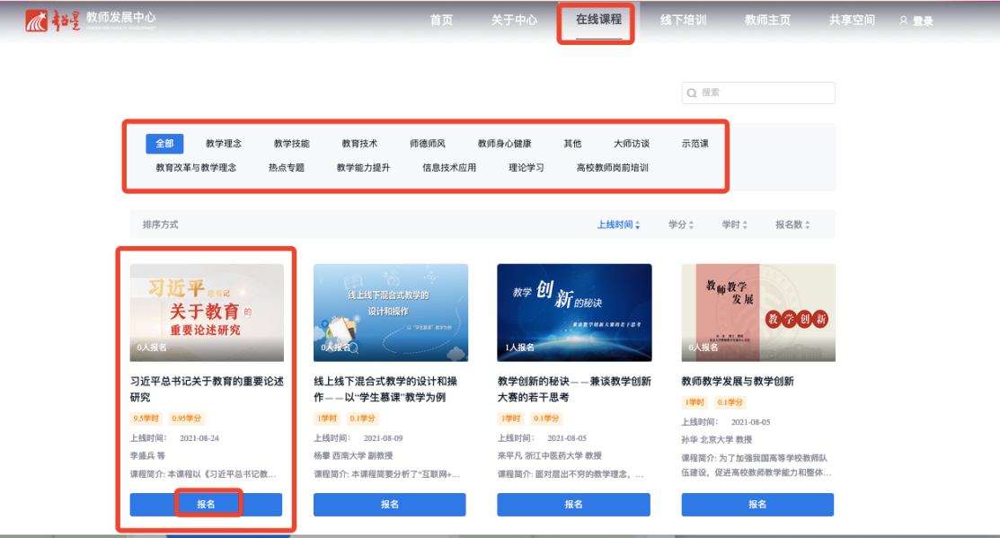 教师发展中心
首页 关于中心 在线课程 线下培训 教师主页 共享空间 登录
搜索
全部 教学理念 教学技能 教育技术 师德师风 教师身心健康 其他 大师访谈 示范课
教育改革与教学理念 热点专题 教学能力提升 信息技术应用 理论学习 高校教师岗前培训
排序方式 上线时间 学分 学时 报名数
习近平总书记
关于教育的
重要论述研究
0人报名
习近平总书记关于教育的重要论述
研究
9.5学时 0.95学分
上线时间： 2021-08-24
李盛兵 等
课程简介: 本课程以《习近平总书记教...
报名
线上线下混合式教学的
设计和操作
以“学生慕课”教学为例
0人报名
线上线下混合式教学的设计和操
作——以“学生慕课”教学为例
1学时 0.1学分
上线时间： 2021-08-09
杨攀 西南大学 副教授
课程简介: 本课程简要分析了“互联网+...
报名
教学创新的秘诀
兼谈教学创新大赛的若干思考
1人报名
教学创新的秘诀——兼谈教学创新
大赛的若干思考
1学时 0.1学分
上线时间： 2021-08-05
来平凡 浙江中医药大学 教授
课程简介: 面对层出不穷的教学理念，...
报名
教师教学
发展
教学创新
0人报名
教师教学发展与教学创新
1学时 0.1学分
上线时间： 2021-08-05
孙华 北京大学 教授
课程简介: 为了加强我国高等学校教师队
伍建设，促进高校教师教学能力和整体...
报名